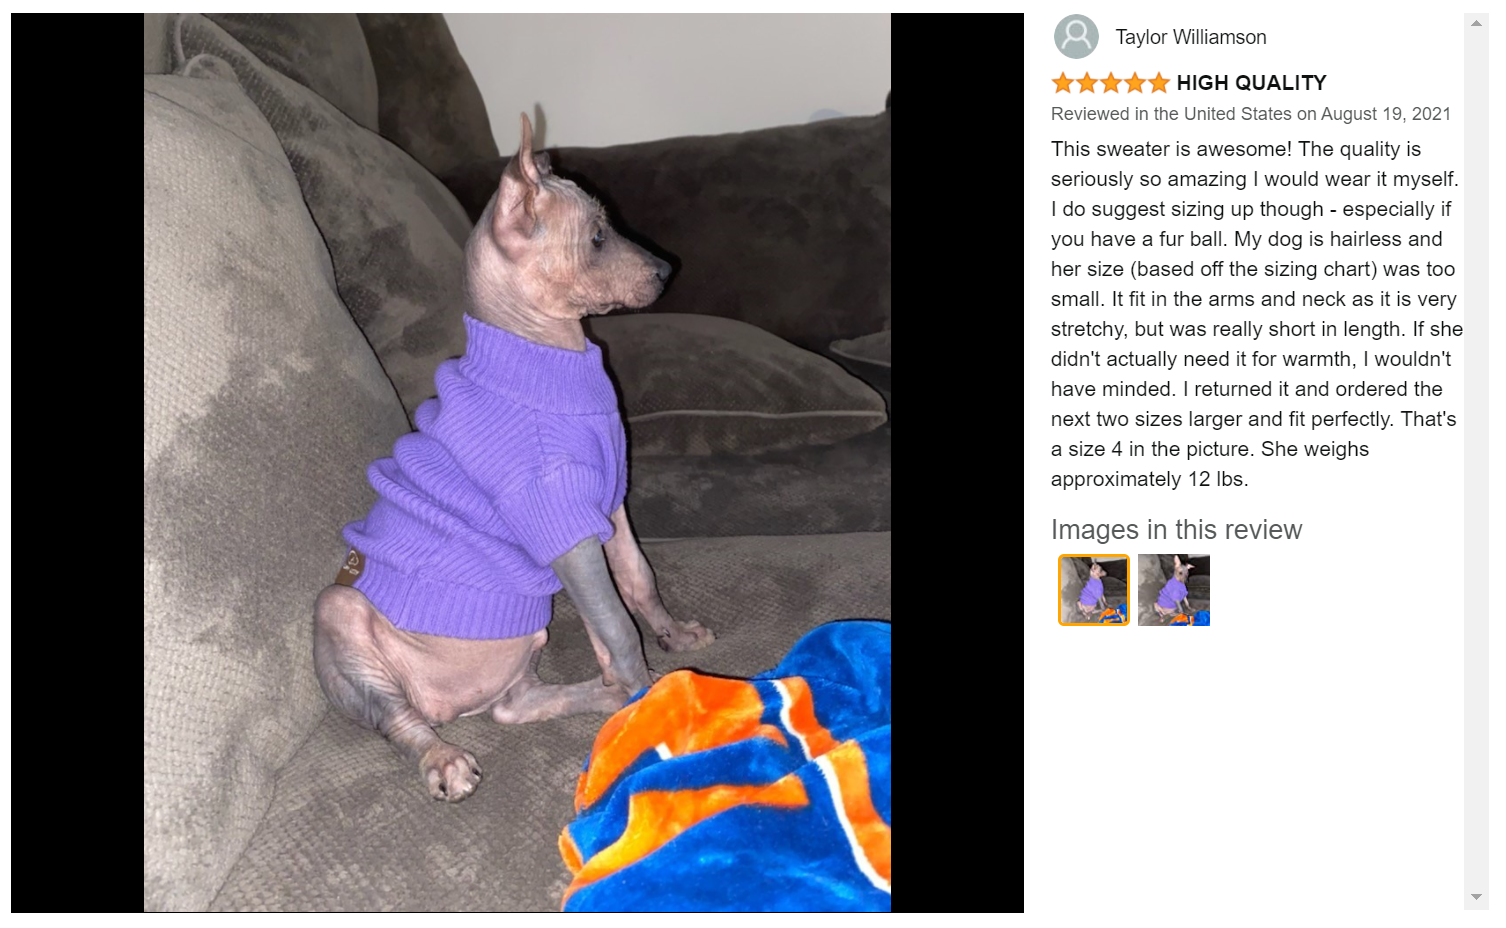 Taylor Williamson
HIGH QUALITY
Reviewed in the United States on August 19, 2021
This sweater is awesome! The quality is
seriously so amazing I would wear it myself.
I do suggest sizing up though - especially if
you have a fur ball. My dog is hairless and
her size (based off the sizing chart) was too
small. It fit in the arms and neck as it is very
stretchy, but was really short in length. If she
didn't actually need it for warmth, I wouldn't
have minded. I returned it and ordered the
next two sizes larger and fit perfectly. That's
a size 4 in the picture. She weighs
approximately 12 lbs.
Images in this review